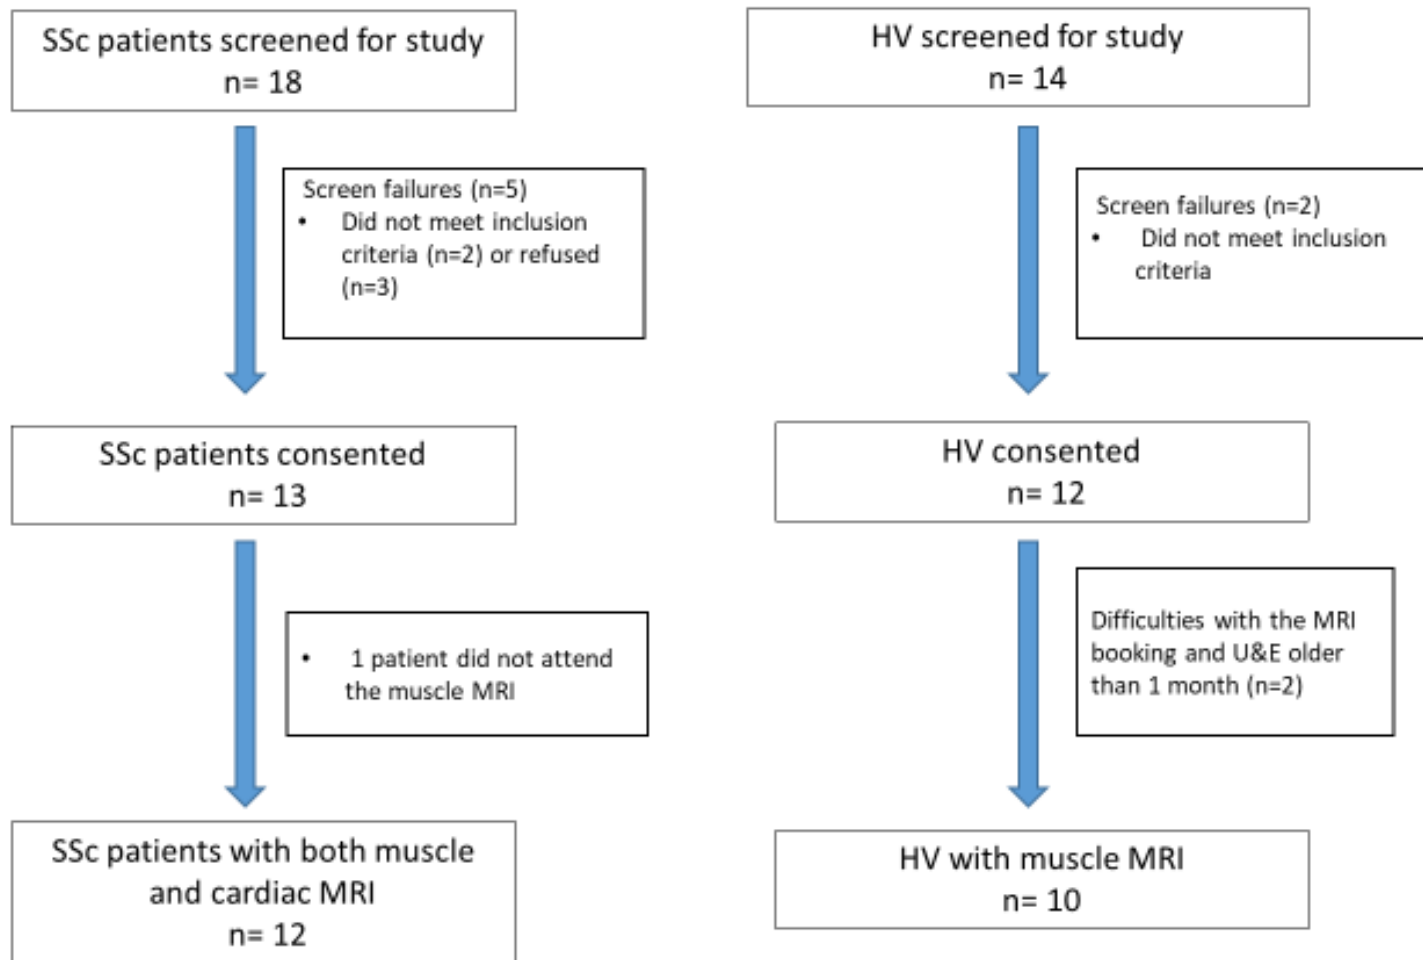 SSc patients screened for study
n= 18
Screen failures (n=5)
• Did not meet inclusion
criteria (n=2) or refused
(n=3)
SSc patients consented
n= 13
• 1 patient did not attend
the muscle MRI
SSc patients with both muscle
and cardiac MRI
n= 12
HV screened for study
n= 14
Screen failures (n=2)
• Did not meet inclusion
criteria
HV consented
n= 12
Difficulties with the MRI
booking and U&E older
than 1 month (n=2)
HV with muscle MRI
n= 10